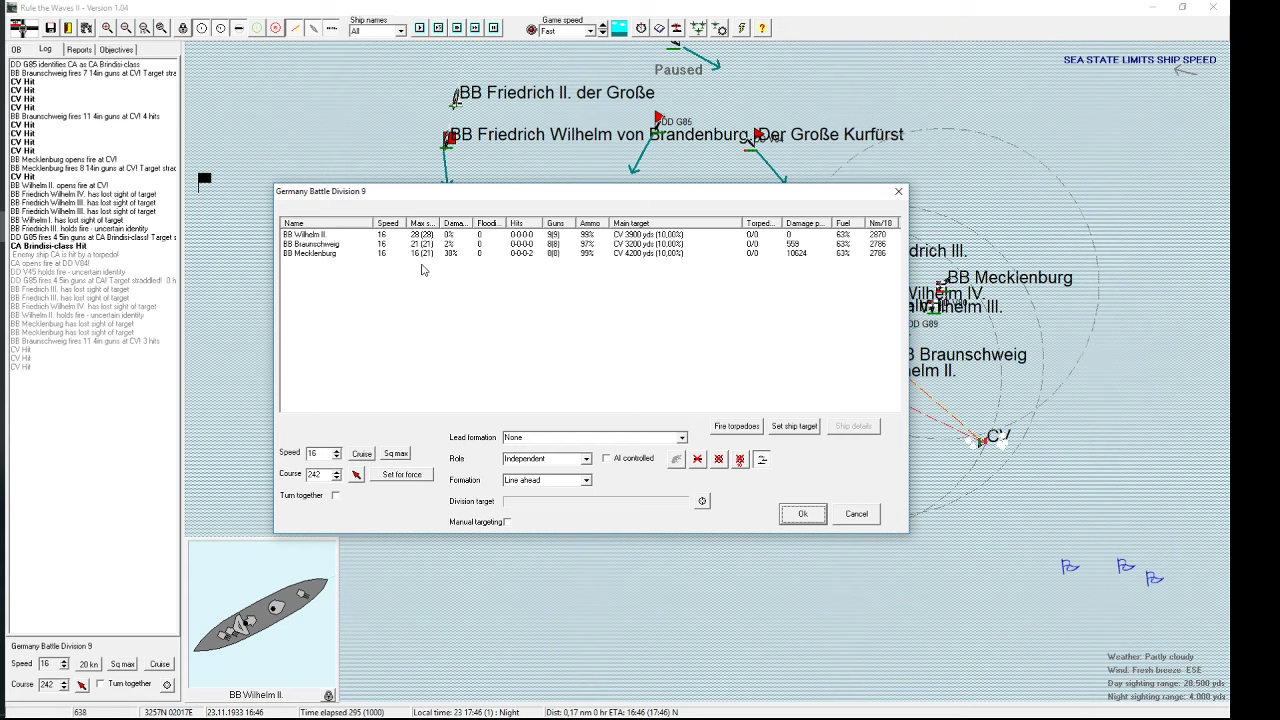 Rule the Waves II - Version 1.04
Ship names
All
Game speed
Fast
OB Log Reports Objectives
DD G85 identifies CA as CA Brindisi-class
BB Braunschweig fires 7 14in guns at CV! Target stra
CV Hit
CV Hit
CV Hit
CV Hit
BB Braunschweig fires 11 4in guns at CV! 4 hits
CV Hit
CV Hit
CV Hit
CV Hit
BB Mecklenburg opens fire at CV!
BB Mecklenburg fires 8 14in guns at CV! Target strad
CV Hit
BB Wilhelm II. opens fire at CV!
BB Friedrich Wilhelm IV. has lost sight of target
BB Friedrich Wilhelm III. has lost sight of target
BB Friedrich Wilhelm III. has lost sight of target
BB Wilhelm I. has lost sight of target
BB Friedrich III. holds fire - uncertain identity
DD G85 fires 4 5in guns at CA Brindisi-class! Target s
CA Brindisi-class Hit
Enemy ship CA is hit by a torpedo!
CA opens fire at DD V84!
DD V45 holds fire - uncertain identity
DD G85 fires 4 5in guns at CA! Target straddled! 0 h
BB Friedrich III. has lost sight of target
BB Friedrich III. has lost sight of target
BB Friedrich Wilhelm IV. has lost sight of target
BB Wilhelm II. holds fire - uncertain identity
BB Mecklenburg has lost sight of target
BB Mecklenburg has lost sight of target
BB Braunschweig fires 11 4in guns at CV! 3 hits
CV Hit
CV Hit
CV Hit
SEA STATE LIMITS SHIP SPEED
Paused
BB Friedrich II. der Große
DD G85
BB Friedrich Wilhelm von Brandenburg
Der Große Kurfürst
Germany Battle Division 9
Name Speed Max s... Dama... Floodi... Hits Guns Ammo Main target Torped... Damage p... Fuel Nm/18
BB Wilhelm II. 16 28 (28) 0% 0 0-0-0-0 9(9) 99% CV 3900 yds (10,00%) 0/0 0 63% 2870
BB Braunschweig 16 21 (21) 2% 0-0-0-0 8(8) 97% CV 3200 yds (10,00%) 0/0 559 63% 2786
BB Mecklenburg 16 16 (21) 38% 0-0-0-2 8(8) 99% CV 4200 yds (10,00%) 0/0 10624 63% 2786
drich III.
BB Mecklenburg
Wilhelm IV.
Wilhelm III.
DD G89
Braunschweig
elm II.
CV
Fire torpedoes Set ship target Ship details
Lead formation None
Speed 16 Cruise Sq max
Role Independent AI controlled
Course 242 Set for force
Formation Line ahead
Turn together
Division target
Manual targeting
Ok Cancel
Germany Battle Division 9
Speed 16 20 kn Sq max Cruise
Course 242 Turn together
BB Wilhelm II.
Weather: Partly cloudy
Wind: Fresh breeze ESE
Day sighting range: 28.500 yds
Night sighting range: 4.000 yds
638 3257N 02017E 23.11.1933 16:46 Time elapsed 295 (1000) Local time: 23 17:46 (1) : Night Dist: 0,17 nm 0 hr ETA: 16:46 (17:46) N